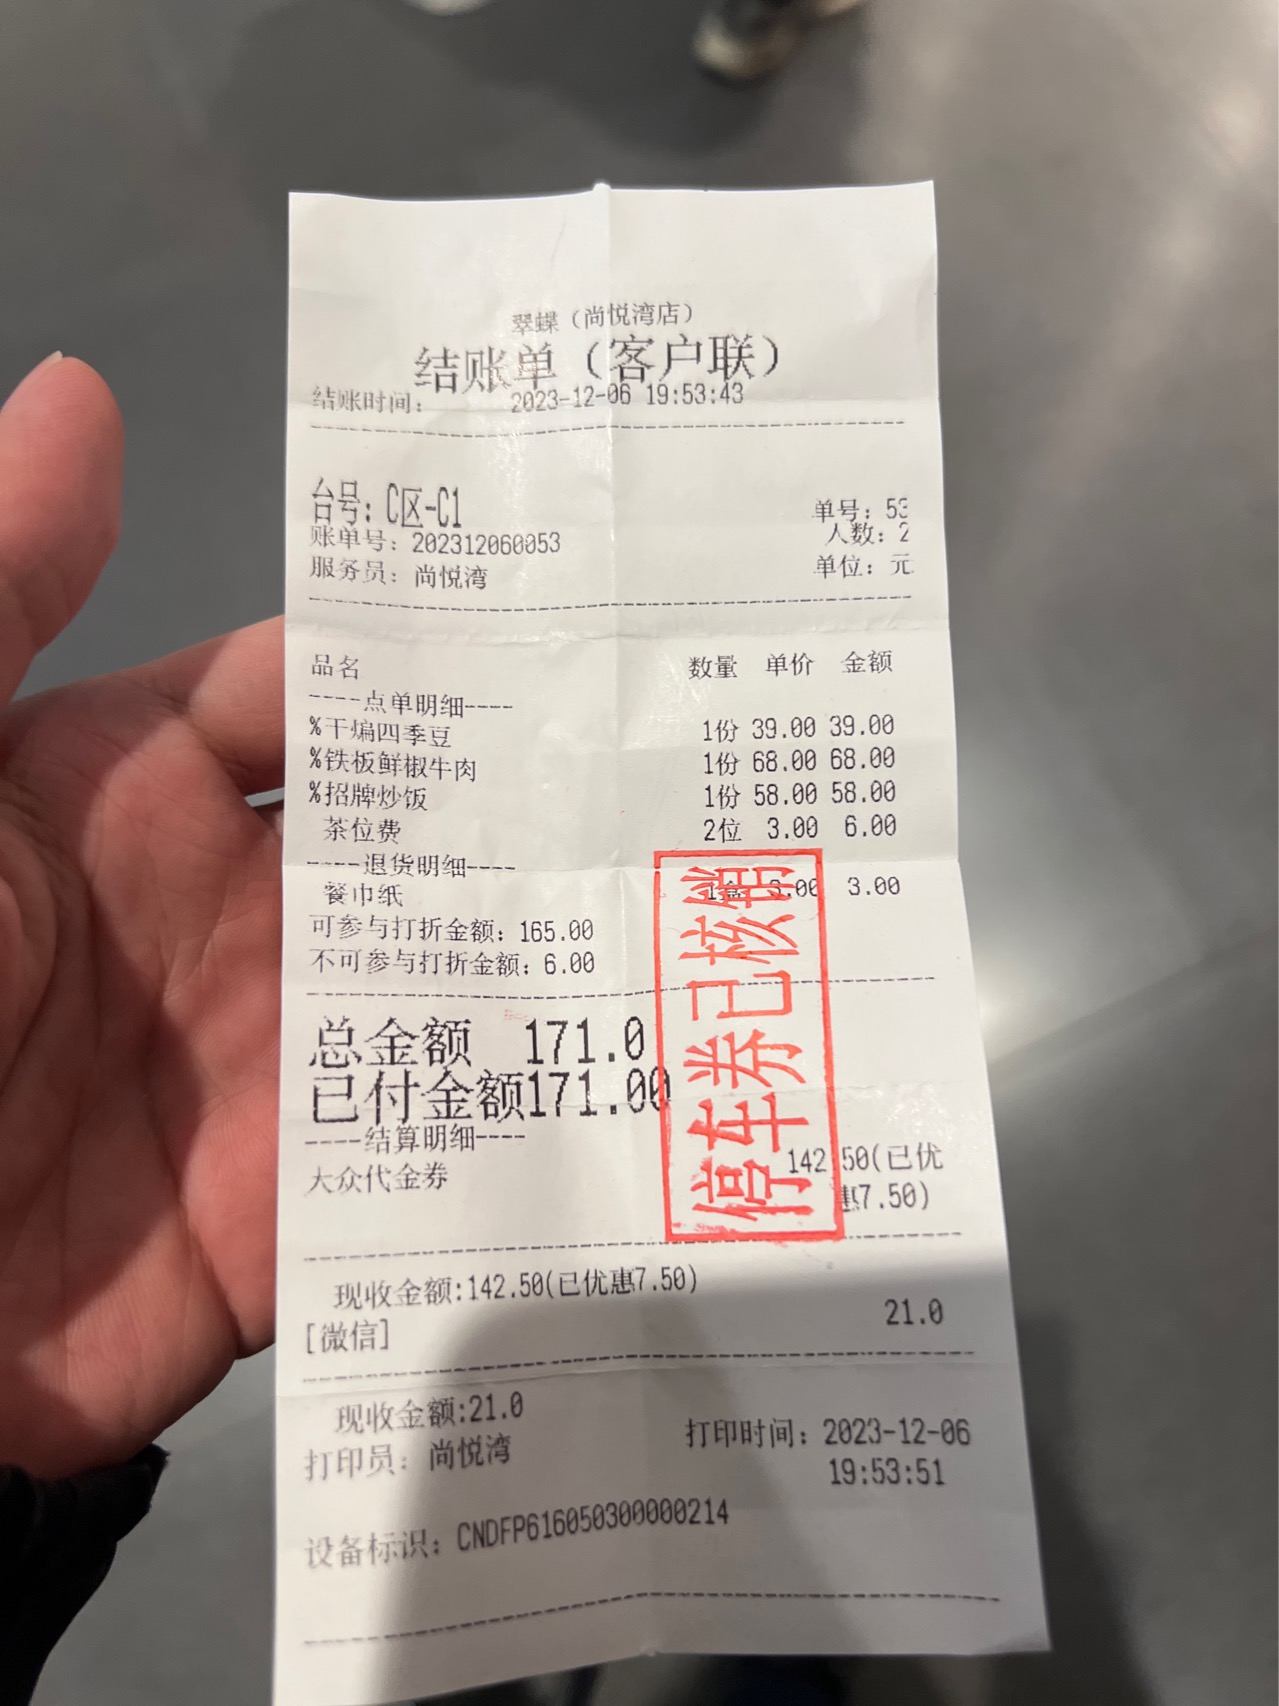 翠蝶（尚悦湾店）
结账单（客户联）
结账时间： 2023-12-06 19:53:43
台号：C区-C1 单号：53
账单号：202312060053 人数：2
服务员：尚悦湾 单位：元
品名 数量 单价 金额
----点单明细----
%干煸四季豆 1份 39.00 39.00
%铁板鲜椒牛肉 1份 68.00 68.00
%招牌炒饭 1份 58.00 58.00
茶位费 2位 3.00 6.00
----退货明细----
餐巾纸 1盒 3.00 3.00
可参与打折金额：165.00
不可参与打折金额：6.00
总金额 171.0
已付金额171.00
----结算明细----
大众代金券 142.50(已优
惠7.50)
停车券已核销
现收金额:142.50(已优惠7.50)
[微信] 21.0
现收金额:21.0
打印员：尚悦湾 打印时间：2023-12-06
19:53:51
设备标识：CNDFP616050300000214